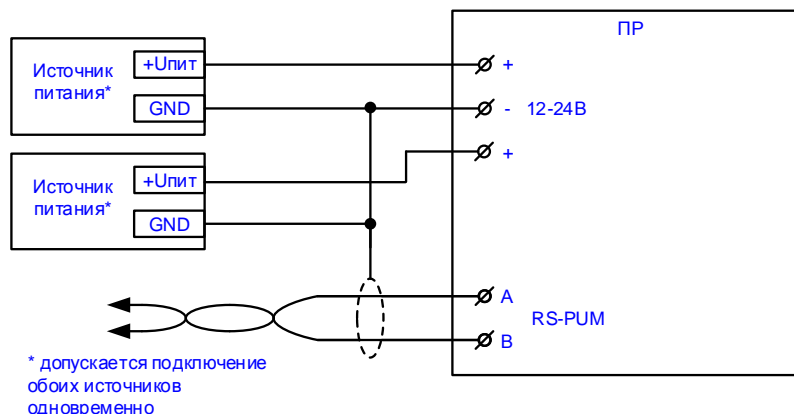 ПР
Источник
питания*
+Uпит
GND
+
- 12-24В
+
Источник
питания*
+Uпит
GND
A
RS-PUM
B
* допускается подключение
обоих источников
одновременно